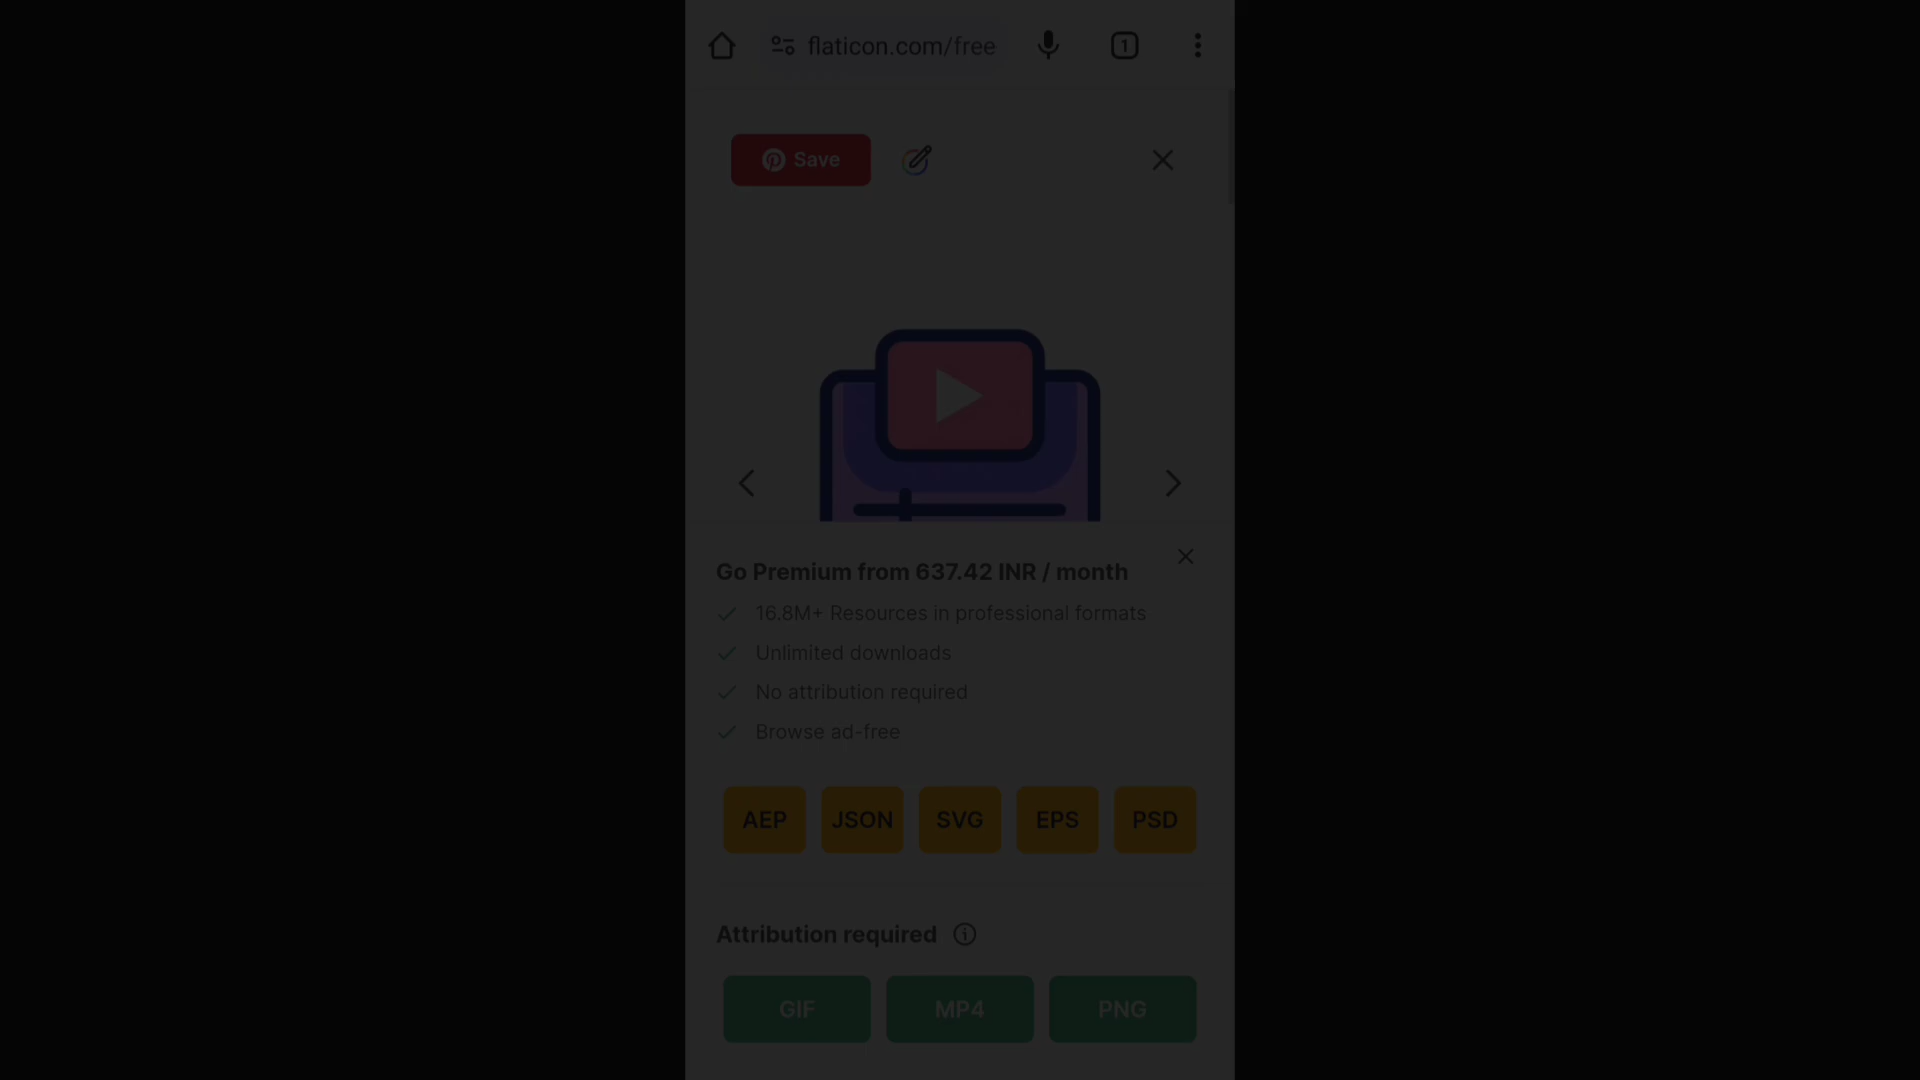 flaticon.com/free
1
Save
Go Premium from 637.42 INR / month
16.8M+ Resources in professional formats
Unlimited downloads
No attribution required
Browse ad-free
AEP JSON SVG EPS PSD
Attribution required
GIF MP4 PNG